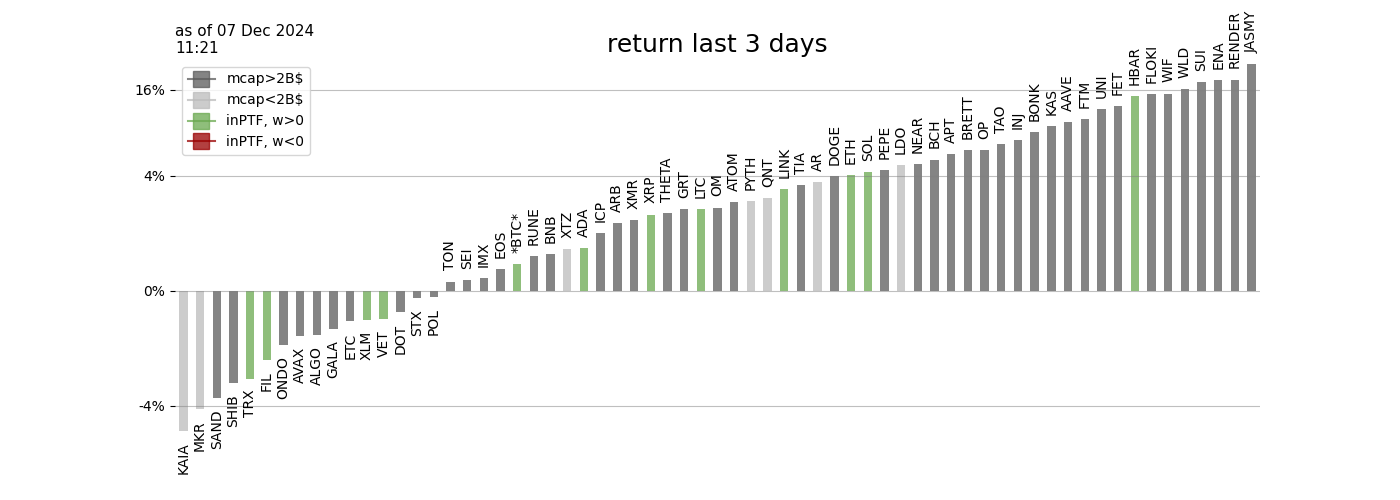 as of 07 Dec 2024
11:21
return last 3 days
mcap>2B$
mcap<2B$
inPTF, w>0
inPTF, w<0
16%
4%
0%
-4%
KAIA
MKR
SAND
SHIB
TRX
FIL
ONDO
AVAX
ALGO
GALA
ETC
XLM
VET
DOT
STX
POL
TON
SEI
IMX
EOS
*BTC*
RUNE
BNB
XTZ
ADA
ICP
ARB
XMR
XRP
THETA
GRT
LTC
OM
ATOM
PYTH
QNT
LINK
TIA
AR
DOGE
ETH
SOL
PEPE
LDO
NEAR
BCH
APT
BRETT
OP
TAO
INJ
BONK
KAS
AAVE
FTM
UNI
FET
HBAR
FLOKI
WIF
WLD
SUI
ENA
RENDER
JASMY